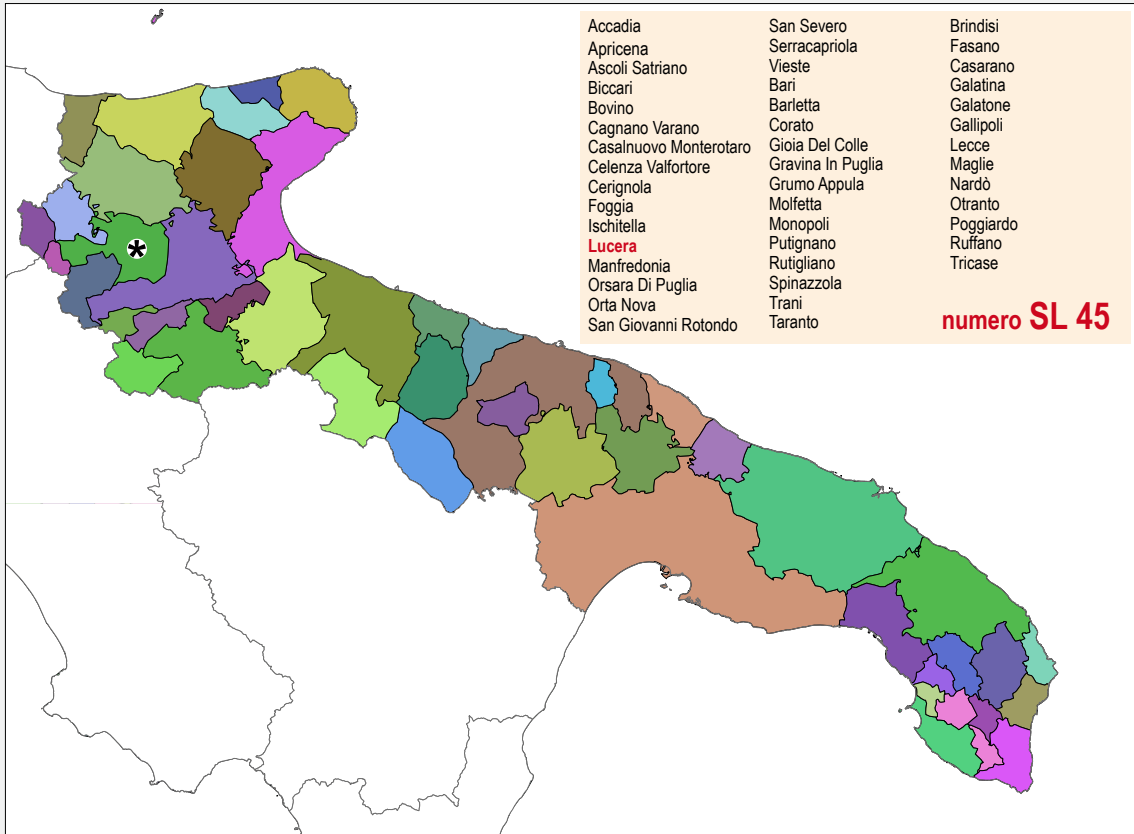 Accadia
Apricena
Ascoli Satriano
Biccari
Bovino
Cagnano Varano
Casalnuovo Monterotaro
Celenza Valfortore
Cerignola
Foggia
Ischitella
Lucera
Manfredonia
Orsara Di Puglia
Orta Nova
San Giovanni Rotondo
San Severo
Serracapriola
Vieste
Bari
Barletta
Corato
Gioia Del Colle
Gravina In Puglia
Grumo Appula
Molfetta
Monopoli
Putignano
Rutigliano
Spinazzola
Trani
Taranto
Brindisi
Fasano
Casarano
Galatina
Galatone
Gallipoli
Lecce
Maglie
Nardò
Otranto
Poggiardo
Ruffano
Tricase
numero SL 45
*